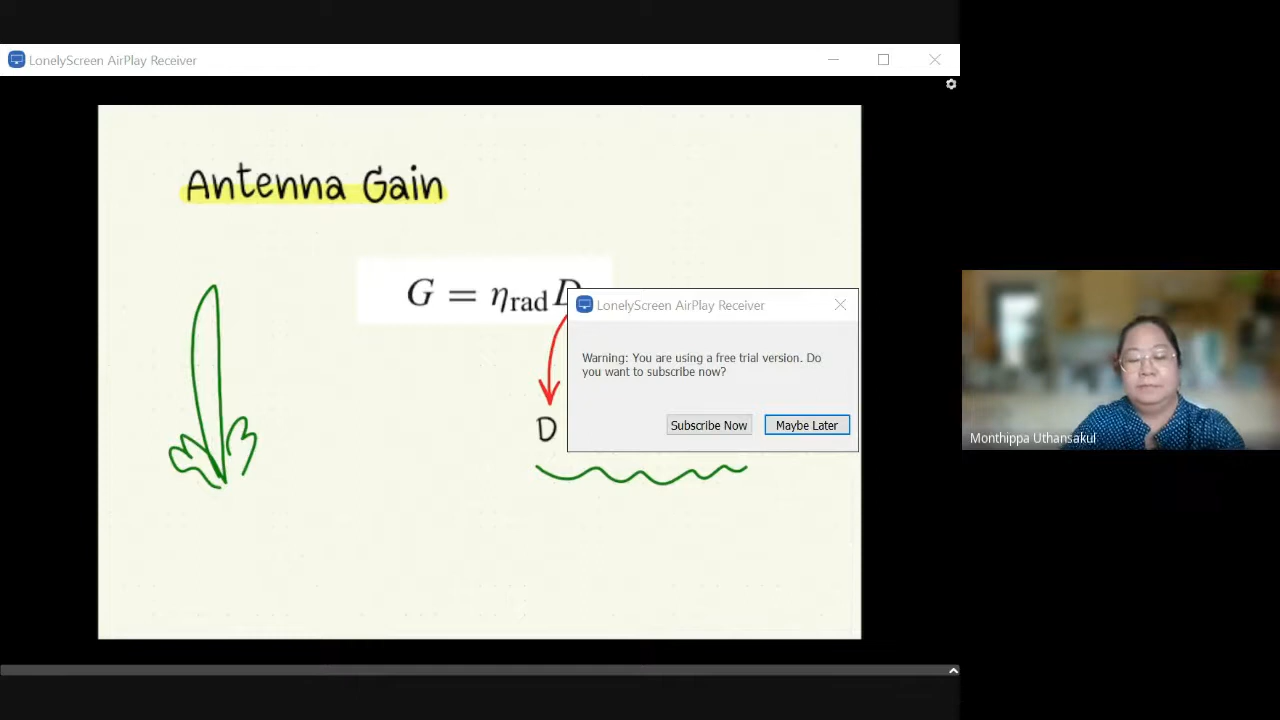 LonelyScreen AirPlay Receiver
Antenna Gain
G = ηrad D
LonelyScreen AirPlay Receiver
Warning: You are using a free trial version. Do
you want to subscribe now?
Subscribe Now
Maybe Later
D
Monthippa Uthansakul